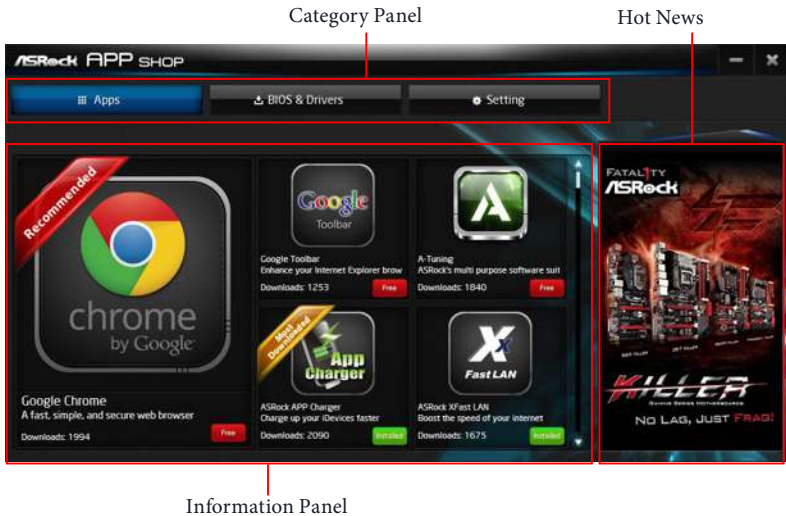 Category Panel
Hot News
ASRock APP SHOP
Apps
BIOS & Drivers
Setting
Recommended
chrome
by Google
Google Chrome
A fast, simple, and secure web browser
Downloads: 1994
Free
Google
Toolbar
Google Toolbar
Enhance your Internet Explorer brow
Downloads: 1253
Free
A-Tuning
ASRock's multi purpose software suit
Downloads: 1840
Free
Most
Downloaded
App
Charger
ASRock APP Charger
Charge up your iDevices faster
Downloads: 2090
Installed
X
Fast LAN
ASRock XFast LAN
Boost the speed of your internet
Downloads: 1675
Installed
FATAL1TY
ASRock
KILLER
NO LAG, JUST FRAG!
Information Panel